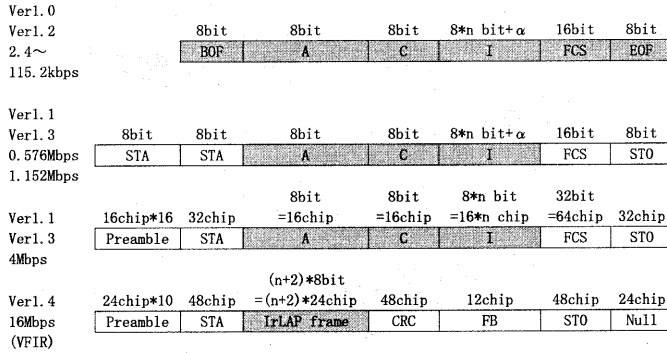 Ver1.0
Ver1.2 8bit 8bit 8bit 8*n bit+α 16bit 8bit
2.4～ BOF A C I FCS EOF
115.2kbps
Ver1.1
Ver1.3 8bit 8bit 8bit 8bit 8*n bit+α 16bit 8bit
0.576Mbps STA STA A C I FCS STO
1.152Mbps
8bit 8bit 8*n bit 32bit
Ver1.1 16chip*16 32chip =16chip =16chip =16*n chip =64chip 32chip
Ver1.3 Preamble STA A C I FCS STO
4Mbps
(n+2)*8bit
Ver1.4 24chip*10 48chip =(n+2)*24chip 48chip 12chip 48chip 24chip
16Mbps Preamble STA IrLAP frame CRC FB STO Null
(VFIR)